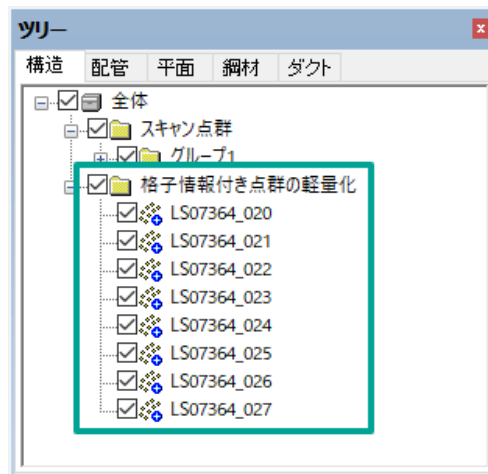 ツリー
構造 配管 平面 鋼材 ダクト
全体
スキャン点群
グループ1
格子情報付き点群の軽量化
LS07364_020
LS07364_021
LS07364_022
LS07364_023
LS07364_024
LS07364_025
LS07364_026
LS07364_027